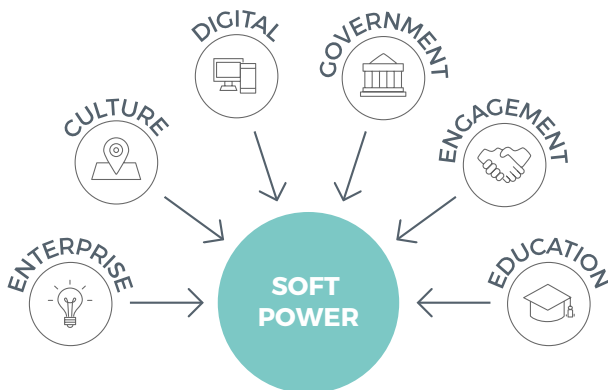 DIGITAL
GOVERNMENT
CULTURE
ENGAGEMENT
ENTERPRISE
EDUCATION
SOFT
POWER